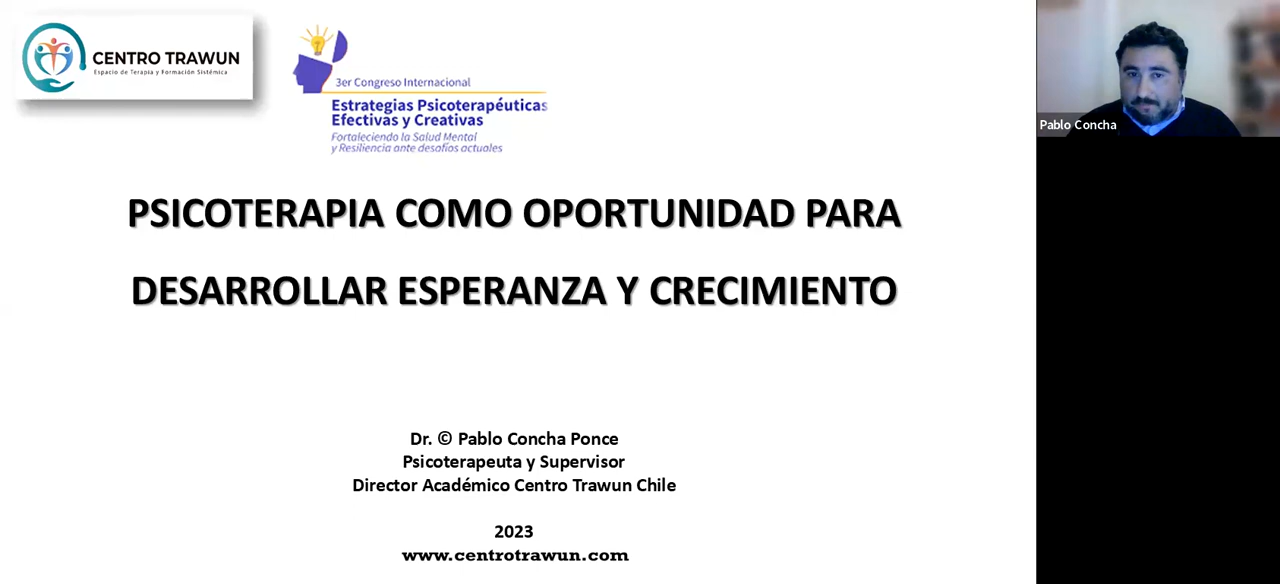 CENTRO TRAWUN
Espacio de Terapia y Formación Sistémica
3er Congreso Internacional
Estrategias Psicoterapéuticas
Efectivas y Creativas
Fortaleciendo la Salud Mental
y Resiliencia ante desafíos actuales
Pablo Concha
PSICOTERAPIA COMO OPORTUNIDAD PARA
DESARROLLAR ESPERANZA Y CRECIMIENTO
Dr. © Pablo Concha Ponce
Psicoterapeuta y Supervisor
Director Académico Centro Trawun Chile
2023
www.centrotrawun.com